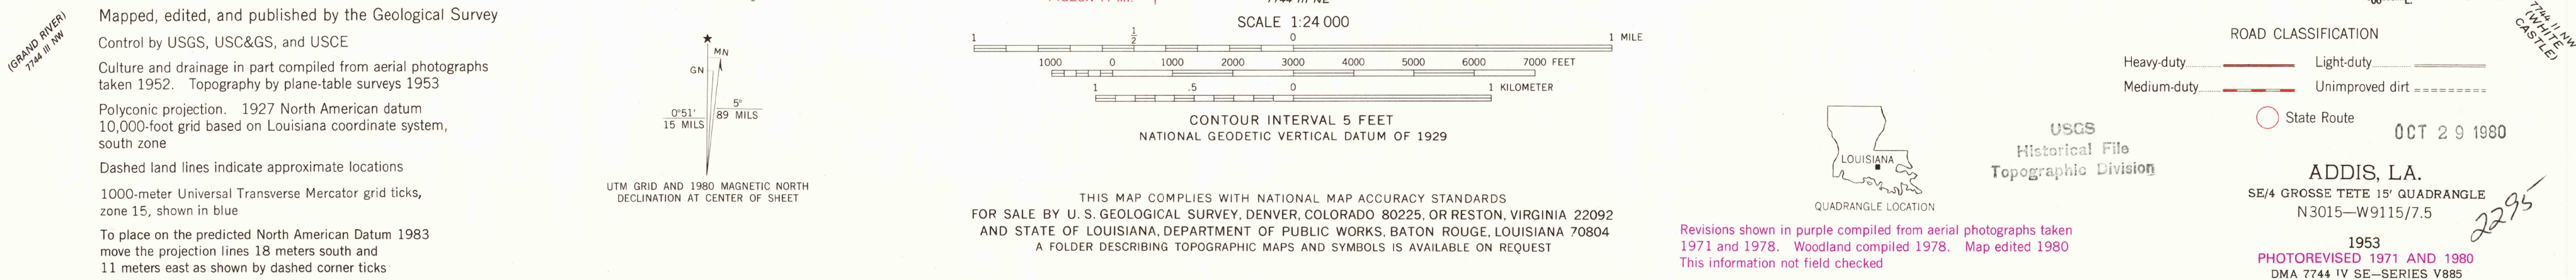 (GRAND RIVER)
7744 III NW
Mapped, edited, and published by the Geological Survey
Control by USGS, USC&GS, and USCE
Culture and drainage in part compiled from aerial photographs
taken 1952. Topography by plane-table surveys 1953
Polyconic projection. 1927 North American datum
10,000-foot grid based on Louisiana coordinate system,
south zone
Dashed land lines indicate approximate locations
1000-meter Universal Transverse Mercator grid ticks,
zone 15, shown in blue
To place on the predicted North American Datum 1983
move the projection lines 18 meters south and
11 meters east as shown by dashed corner ticks
MN
GN
0°51'
15 MILS
5°
89 MILS
UTM GRID AND 1980 MAGNETIC NORTH
DECLINATION AT CENTER OF SHEET
SCALE 1:24 000
1 1/2 0 1 MILE
1000 0 1000 2000 3000 4000 5000 6000 7000 FEET
1 .5 0 1 KILOMETER
CONTOUR INTERVAL 5 FEET
NATIONAL GEODETIC VERTICAL DATUM OF 1929
THIS MAP COMPLIES WITH NATIONAL MAP ACCURACY STANDARDS
FOR SALE BY U. S. GEOLOGICAL SURVEY, DENVER, COLORADO 80225, OR RESTON, VIRGINIA 22092
AND STATE OF LOUISIANA, DEPARTMENT OF PUBLIC WORKS, BATON ROUGE, LOUISIANA 70804
A FOLDER DESCRIBING TOPOGRAPHIC MAPS AND SYMBOLS IS AVAILABLE ON REQUEST
LOUISIANA
QUADRANGLE LOCATION
Revisions shown in purple compiled from aerial photographs taken
1971 and 1978. Woodland compiled 1978. Map edited 1980
This information not field checked
USGS
Historical File
Topographic Division
ROAD CLASSIFICATION
Heavy-duty Light-duty
Medium-duty Unimproved dirt
State Route
OCT 29 1980
ADDIS, LA.
SE/4 GROSSE TETE 15' QUADRANGLE
N3015—W9115/7.5
2295
1953
PHOTOREVISED 1971 AND 1980
DMA 7744 IV SE—SERIES V885
7744 II NW
(WHITE
CASTLE)